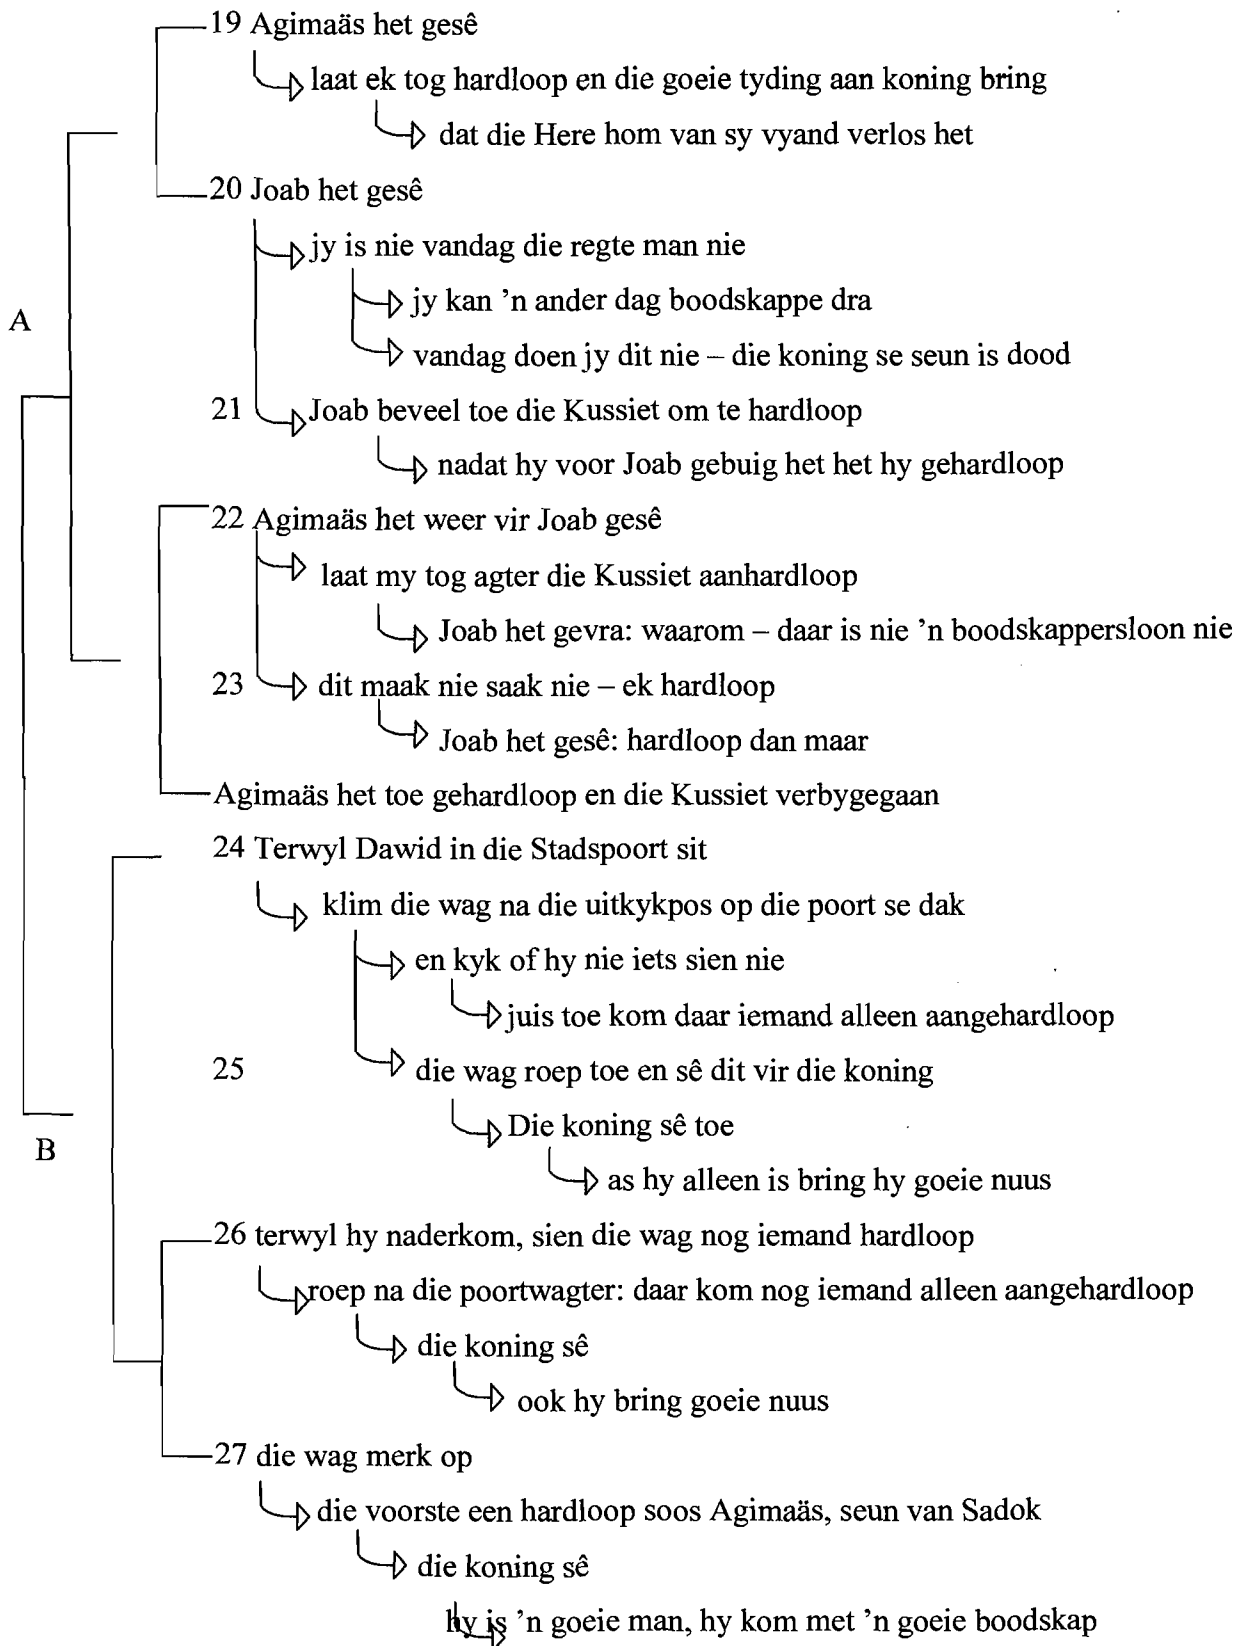 19 Agimaäs het gesê
laat ek tog hardloop en die goeie tyding aan koning bring
dat die Here hom van sy vyand verlos het
20 Joab het gesê
jy is nie vandag die regte man nie
jy kan 'n ander dag boodskappe dra
A
vandag doen jy dit nie – die koning se seun is dood
21 Joab beveel toe die Kussiet om te hardloop
nadat hy voor Joab gebuig het het hy gehardloop
22 Agimaäs het weer vir Joab gesê
laat my tog agter die Kussiet aanhardloop
Joab het gevra: waarom – daar is nie 'n boodskappersloon nie
23 dit maak nie saak nie – ek hardloop
Joab het gesê: hardloop dan maar
Agimaäs het toe gehardloop en die Kussiet verbygegaan
24 Terwyl Dawid in die Stadspoort sit
klim die wag na die uitkykpos op die poort se dak
en kyk of hy nie iets sien nie
juis toe kom daar iemand alleen aangehardloop
25 die wag roep toe en sê dit vir die koning
Die koning sê toe
B
as hy alleen is bring hy goeie nuus
26 terwyl hy naderkom, sien die wag nog iemand hardloop
roep na die poortwagter: daar kom nog iemand alleen aangehardloop
die koning sê
ook hy bring goeie nuus
27 die wag merk op
die voorste een hardloop soos Agimaäs, seun van Sadok
die koning sê
hy is 'n goeie man, hy kom met 'n goeie boodskap